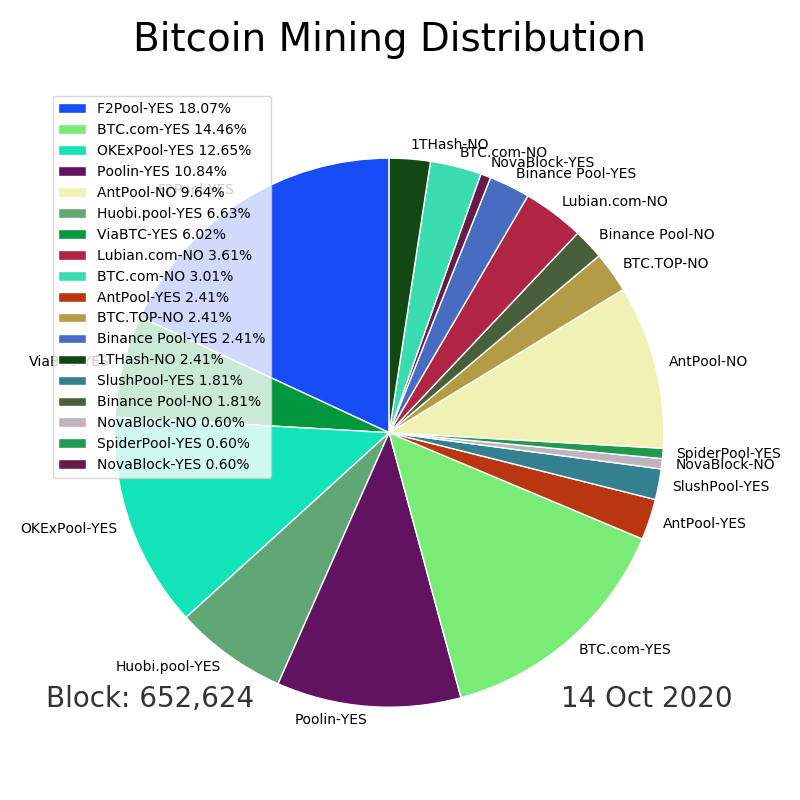 Bitcoin Mining Distribution
F2Pool-YES 18.07%
BTC.com-YES 14.46%
OKExPool-YES 12.65%
Poolin-YES 10.84%
AntPool-NO 9.64%
Huobi.pool-YES 6.63%
ViaBTC-YES 6.02%
Lubian.com-NO 3.61%
BTC.com-NO 3.01%
AntPool-YES 2.41%
BTC.TOP-NO 2.41%
Binance Pool-YES 2.41%
1THash-NO 2.41%
SlushPool-YES 1.81%
Binance Pool-NO 1.81%
NovaBlock-NO 0.60%
SpiderPool-YES 0.60%
NovaBlock-YES 0.60%
1THash-NO
BTC.com-NO
NovaBlock-YES
Binance Pool-YES
Lubian.com-NO
Binance Pool-NO
BTC.TOP-NO
AntPool-NO
SpiderPool-YES
NovaBlock-NO
SlushPool-YES
AntPool-YES
BTC.com-YES
Poolin-YES
Huobi.pool-YES
OKExPool-YES
ViaBTC-YES
F2Pool-YES
Block: 652,624
14 Oct 2020